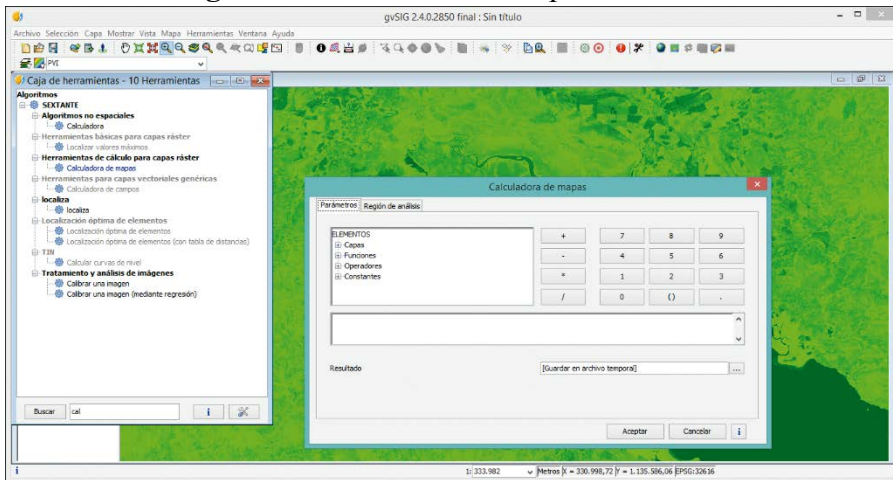 gvSIG 2.4.0.2850 final : Sin título
Archivo Selección Capa Mostrar Vista Mapa Herramientas Ventana Ayuda
PVI
Caja de herramientas - 10 Herramientas
Algoritmos
SEXTANTE
Algoritmos no espaciales
Calculadora
Herramientas básicas para capas ráster
Localizar valores máximos
Herramientas de cálculo para capas ráster
Calculadora de mapas
Herramientas para capas vectoriales genéricas
Calculadora de campos
localiza
localiza
Localización óptima de elementos
Localización óptima de elementos
Localización óptima de elementos (con tabla de distancias)
TIN
Calcular curvas de nivel
Tratamiento y análisis de imágenes
Calibrar una imagen
Calibrar una imagen (mediante regresión)
Buscar cal i
Calculadora de mapas
Parámetros Región de análisis
ELEMENTOS
Capas
Funciones
Operadores
Constantes
+ 7 8 9
- 4 5 6
* 1 2 3
/ 0 () .
Resultado [Guardar en archivo temporal] ...
Aceptar Cancelar i
i 1: 333.982 Metros X = 330.998,72 Y = 1.135.586,06 EPSG:32616